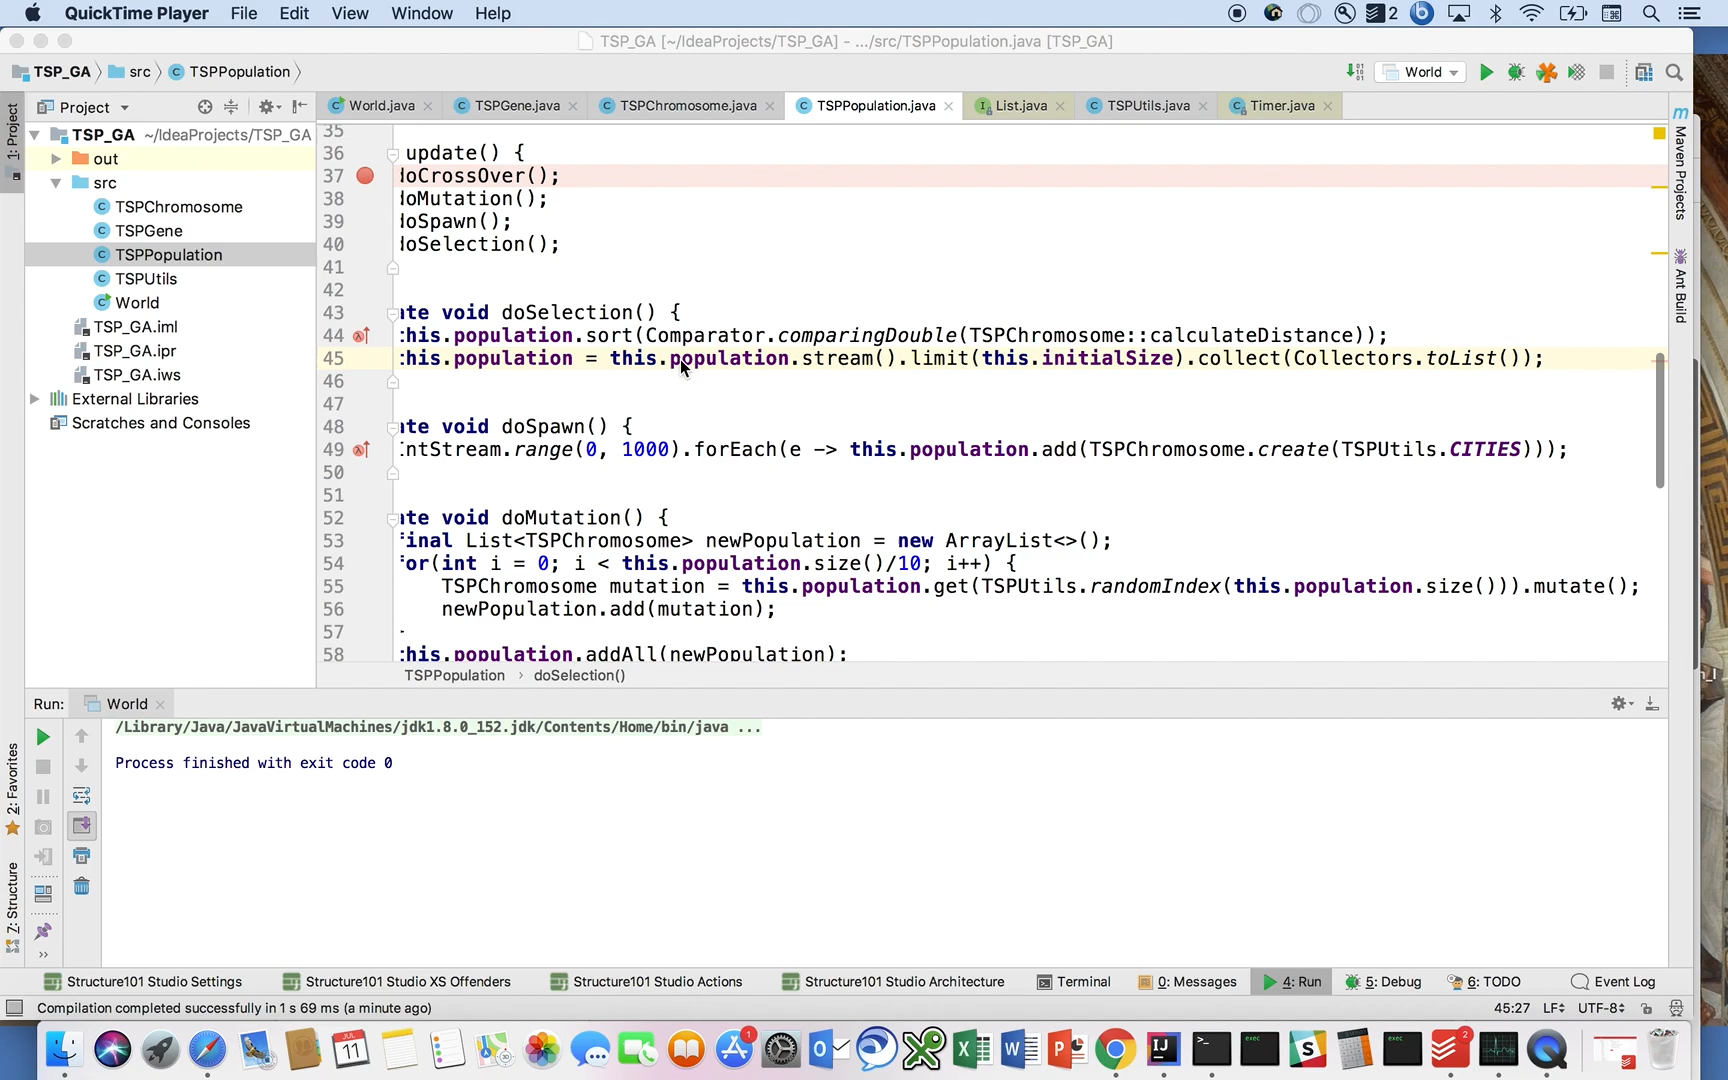 QuickTime Player File Edit View Window Help 2
TSP_GA [~/IdeaProjects/TSP_GA] - .../src/TSPPopulation.java [TSP_GA]
TSP_GA src TSPPopulation World
Project World.java TSPGene.java TSPChromosome.java TSPPopulation.java List.java TSPUtils.java Timer.java
TSP_GA ~/IdeaProjects/TSP_GA
out
src
TSPChromosome
TSPGene
TSPPopulation
TSPUtils
World
TSP_GA.iml
TSP_GA.ipr
TSP_GA.iws
External Libraries
Scratches and Consoles
1: Project
2: Favorites
Z: Structure
Maven Projects
Ant Build
35
36 update() {
37 doCrossOver();
38 doMutation();
39 doSpawn();
40 doSelection();
41
42
43 ate void doSelection() {
44 this.population.sort(Comparator.comparingDouble(TSPChromosome::calculateDistance));
45 this.population = this.population.stream().limit(this.initialSize).collect(Collectors.toList());
46
47
48 ate void doSpawn() {
49 IntStream.range(0, 1000).forEach(e -> this.population.add(TSPChromosome.create(TSPUtils.CITIES)));
50
51
52 ate void doMutation() {
53 final List<TSPChromosome> newPopulation = new ArrayList<>();
54 for(int i = 0; i < this.population.size()/10; i++) {
55 TSPChromosome mutation = this.population.get(TSPUtils.randomIndex(this.population.size())).mutate();
56 newPopulation.add(mutation);
57
58 this.population.addAll(newPopulation);
TSPPopulation › doSelection()
Run: World
/Library/Java/JavaVirtualMachines/jdk1.8.0_152.jdk/Contents/Home/bin/java ...
Process finished with exit code 0
Structure101 Studio Settings Structure101 Studio XS Offenders Structure101 Studio Actions Structure101 Studio Architecture Terminal 0: Messages 4: Run 5: Debug 6: TODO Event Log
Compilation completed successfully in 1 s 69 ms (a minute ago) 45:27 LF UTF-8
JUL 11